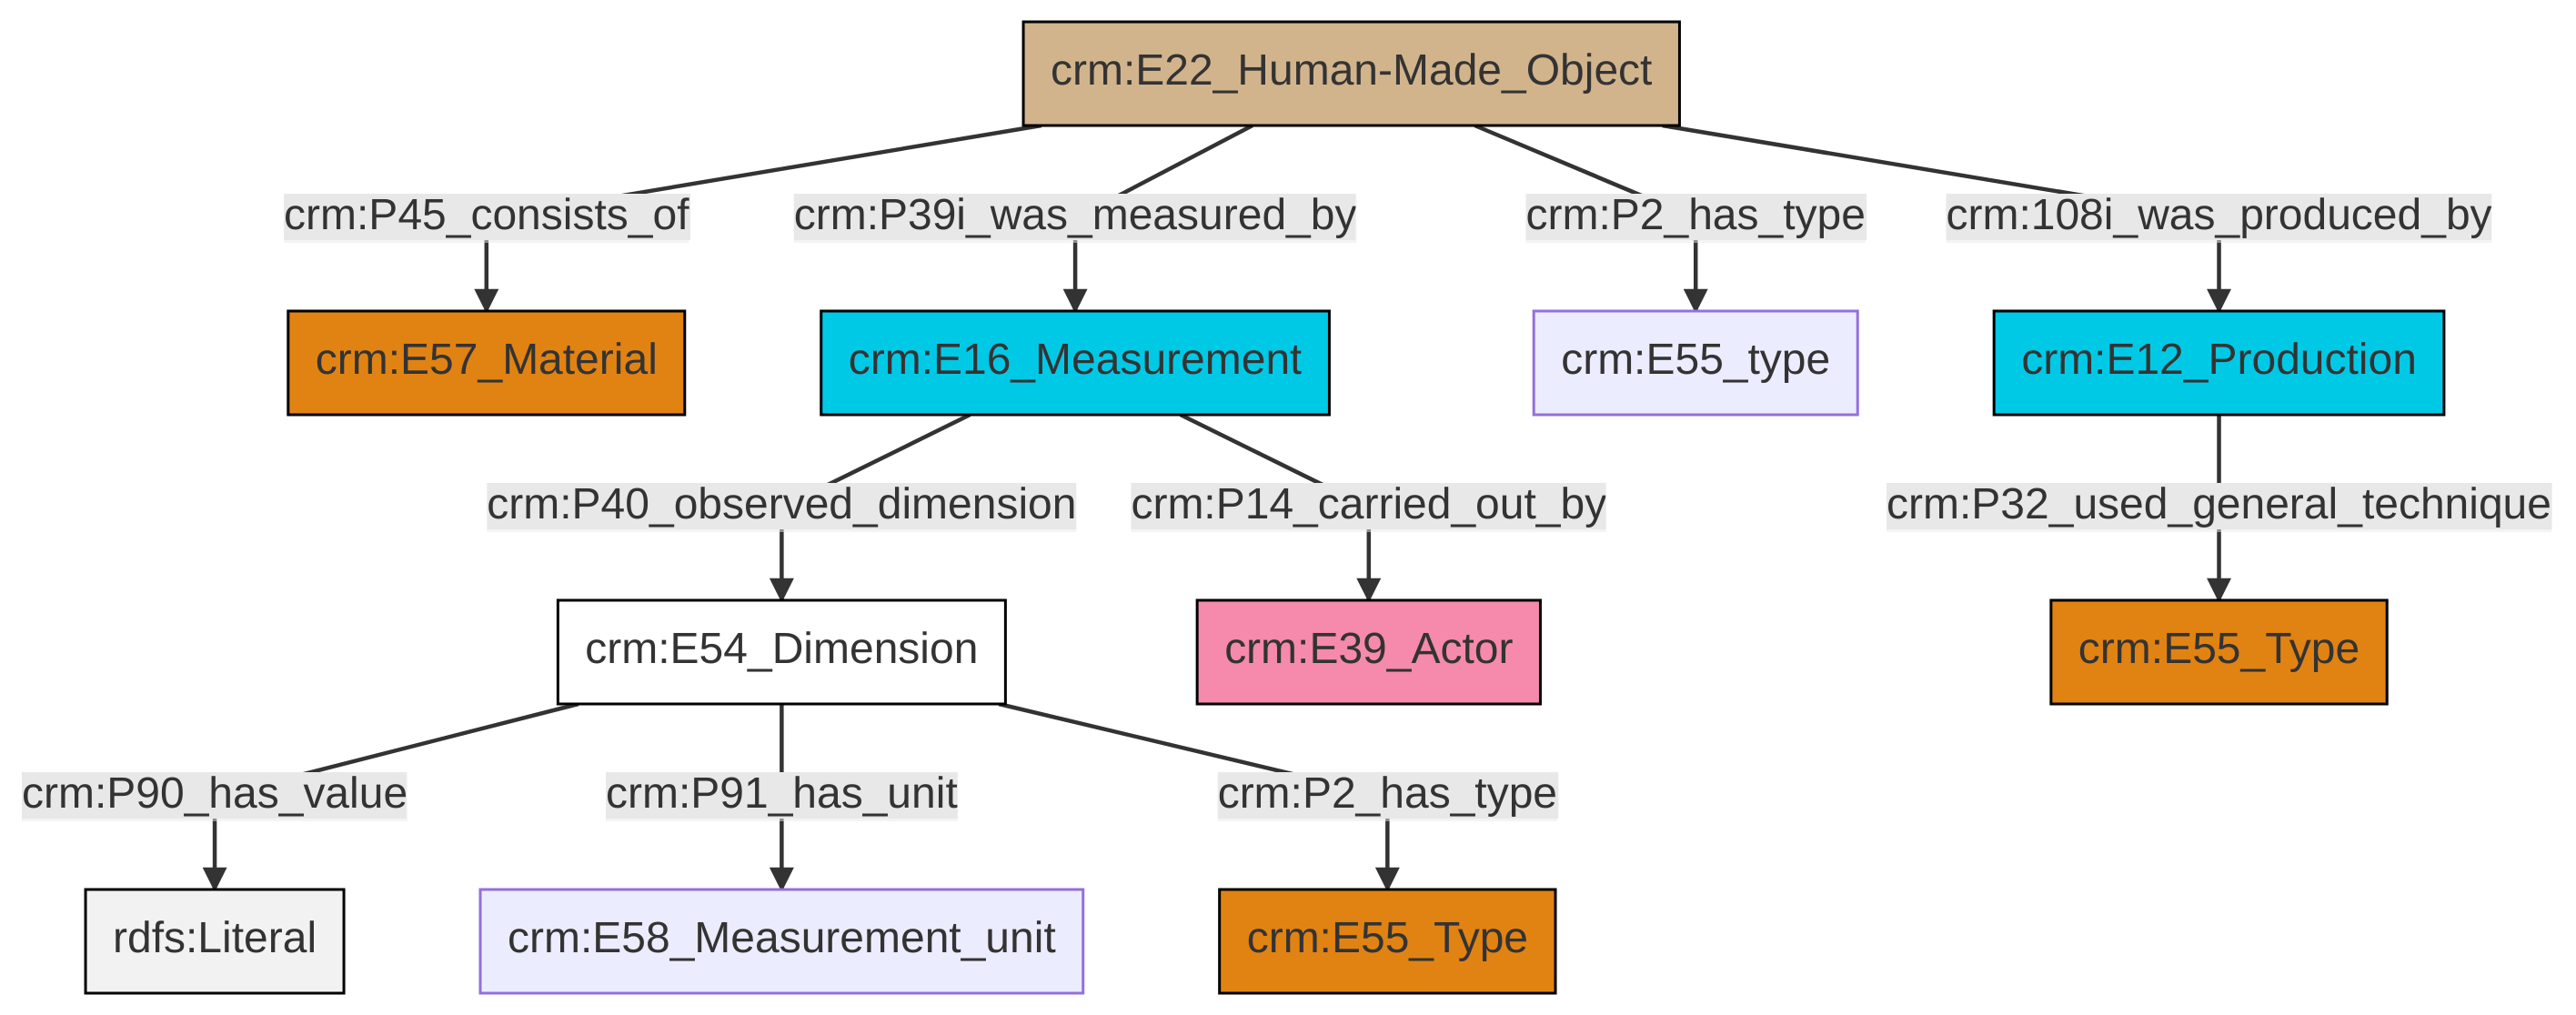 crm:E22_Human-Made_Object
crm:P45_consists_of
crm:P39i_was_measured_by
crm:P2_has_type
crm:108i_was_produced_by
crm:E57_Material
crm:E16_Measurement
crm:E55_type
crm:E12_Production
crm:P40_observed_dimension
crm:P14_carried_out_by
crm:P32_used_general_technique
crm:E54_Dimension
crm:E39_Actor
crm:E55_Type
crm:P90_has_value
crm:P91_has_unit
crm:P2_has_type
rdfs:Literal
crm:E58_Measurement_unit
crm:E55_Type